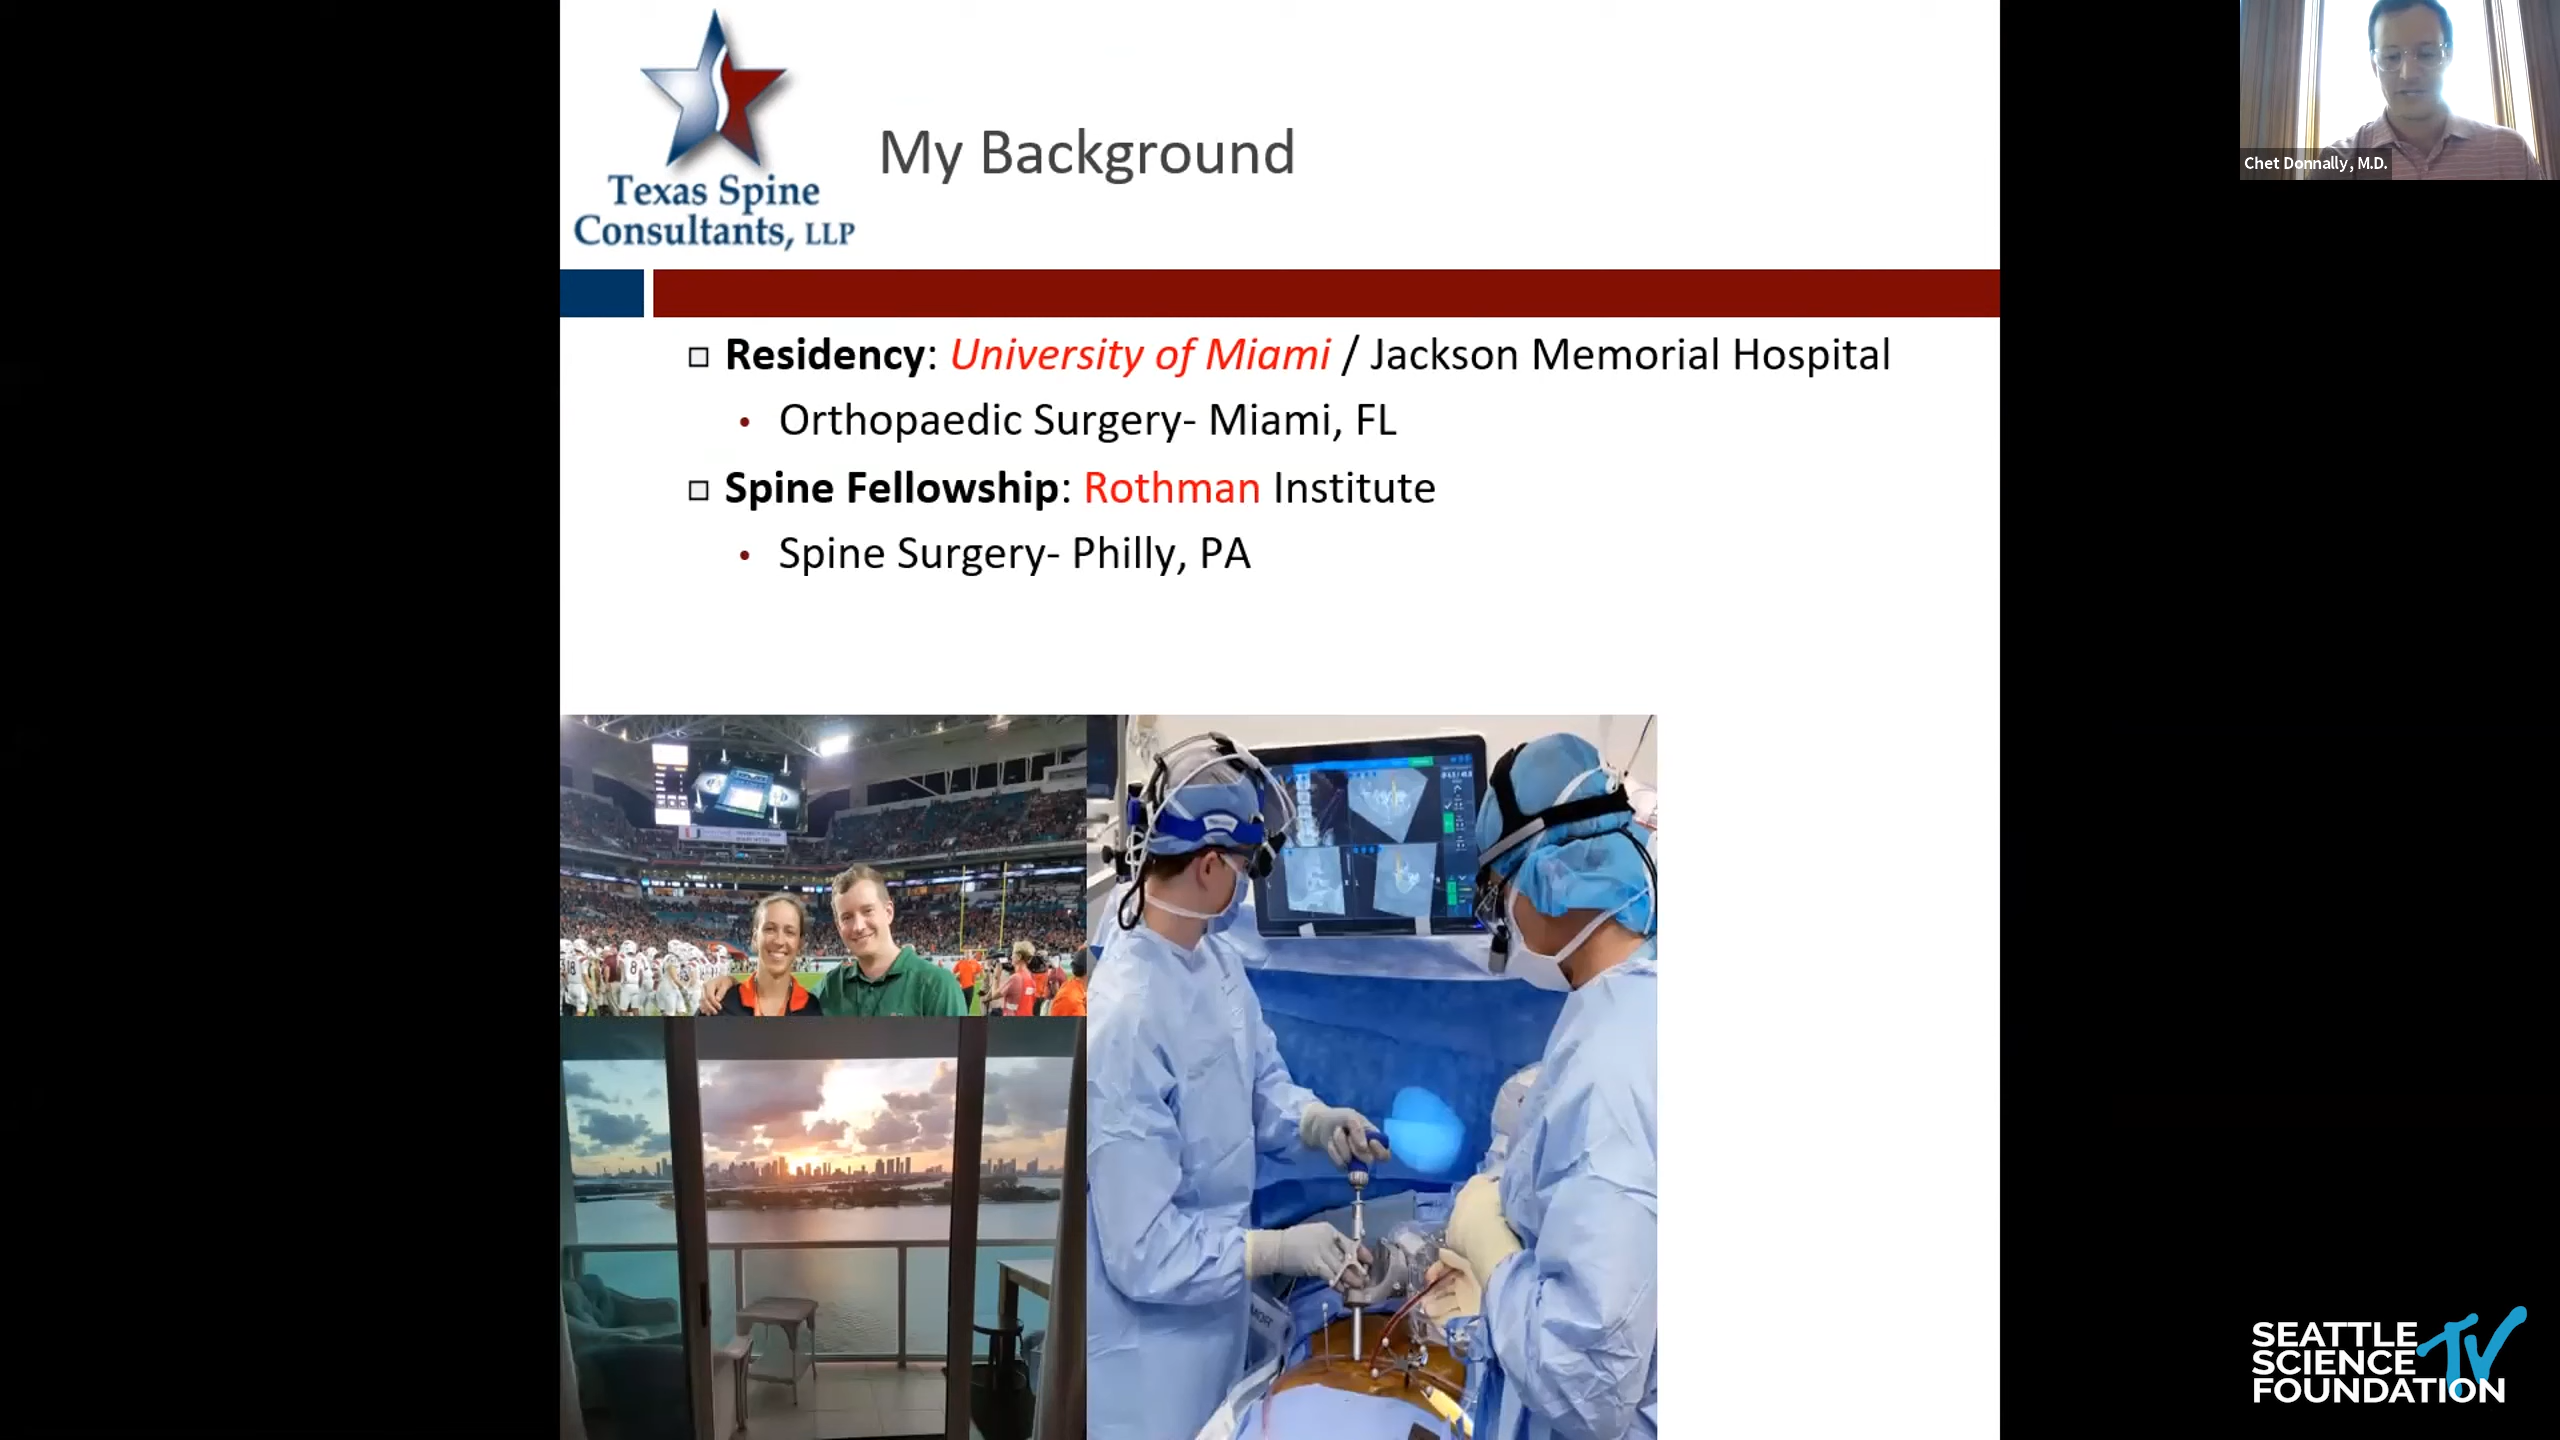 Texas Spine
Consultants, LLP
My Background
Chet Donnally, M.D.
Residency: University of Miami / Jackson Memorial Hospital
• Orthopaedic Surgery- Miami, FL
Spine Fellowship: Rothman Institute
• Spine Surgery- Philly, PA
SEATTLE
SCIENCE
FOUNDATION
TV